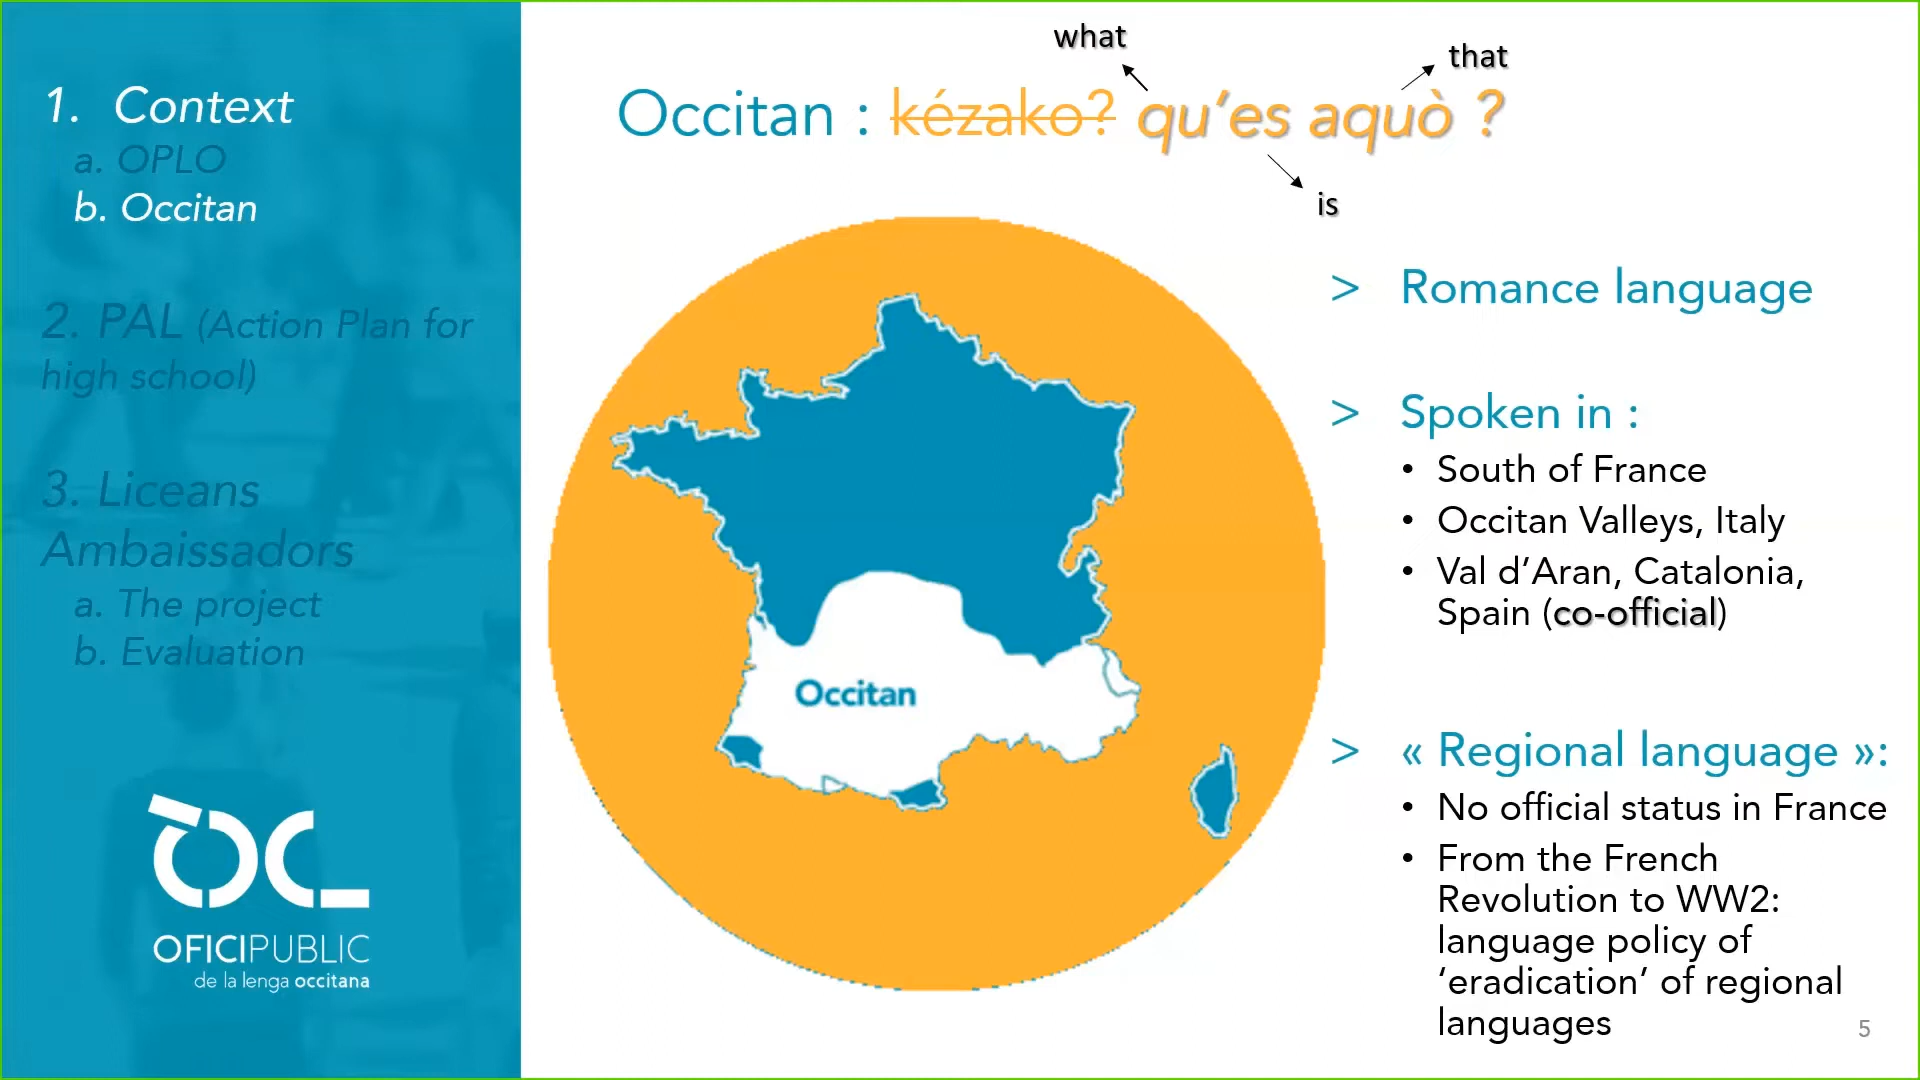 1. Context
a. OPLO
b. Occitan
2. PAL (Action Plan for
high school)
3. Liceans
Ambaissadors
a. The project
b. Evaluation
OC
OFICIPUBLIC
de la lenga occitana
what
that
Occitan : kézako? qu’es aquò ?
is
Occitan
> Romance language
> Spoken in :
• South of France
• Occitan Valleys, Italy
• Val d’Aran, Catalonia,
Spain (co-official)
> « Regional language »:
• No official status in France
• From the French
Revolution to WW2:
language policy of
‘eradication’ of regional
languages
5